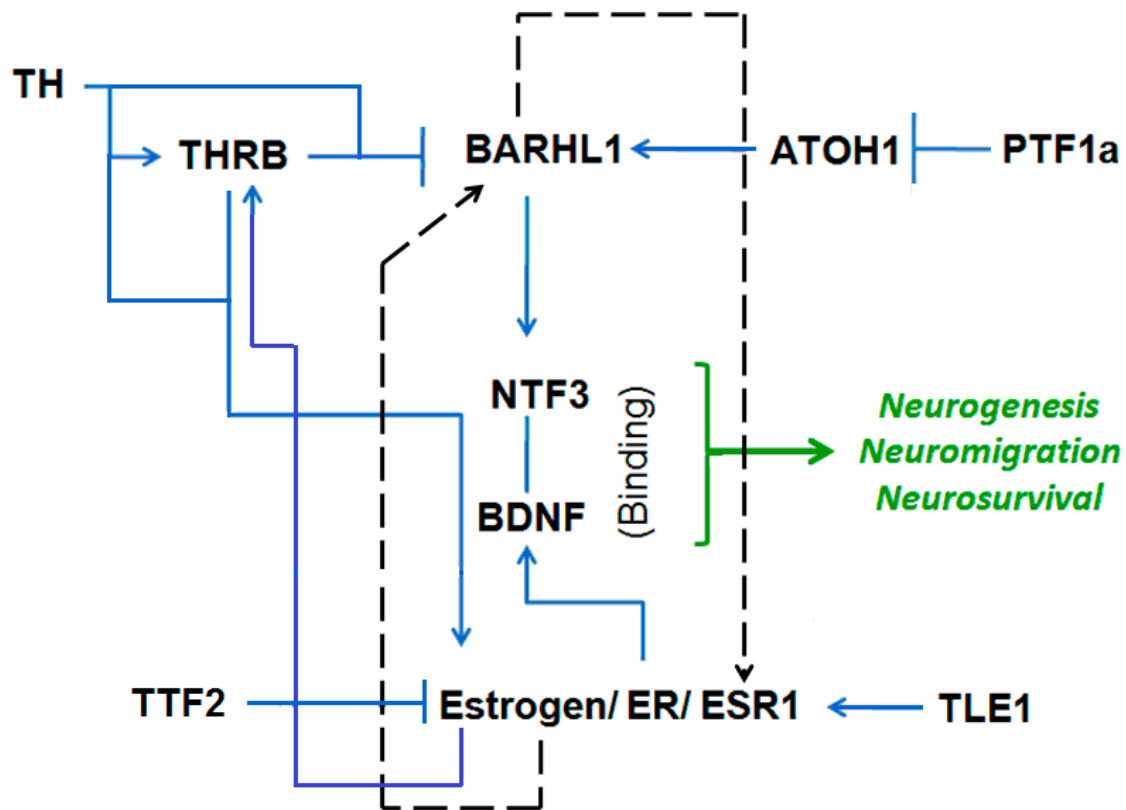 TH
THRB
BARHL1
ATOH1
PTF1a
NTF3
BDNF
(Binding)
Neurogenesis
Neuromigration
Neurosurvival
TTF2
Estrogen/ ER/ ESR1
TLE1